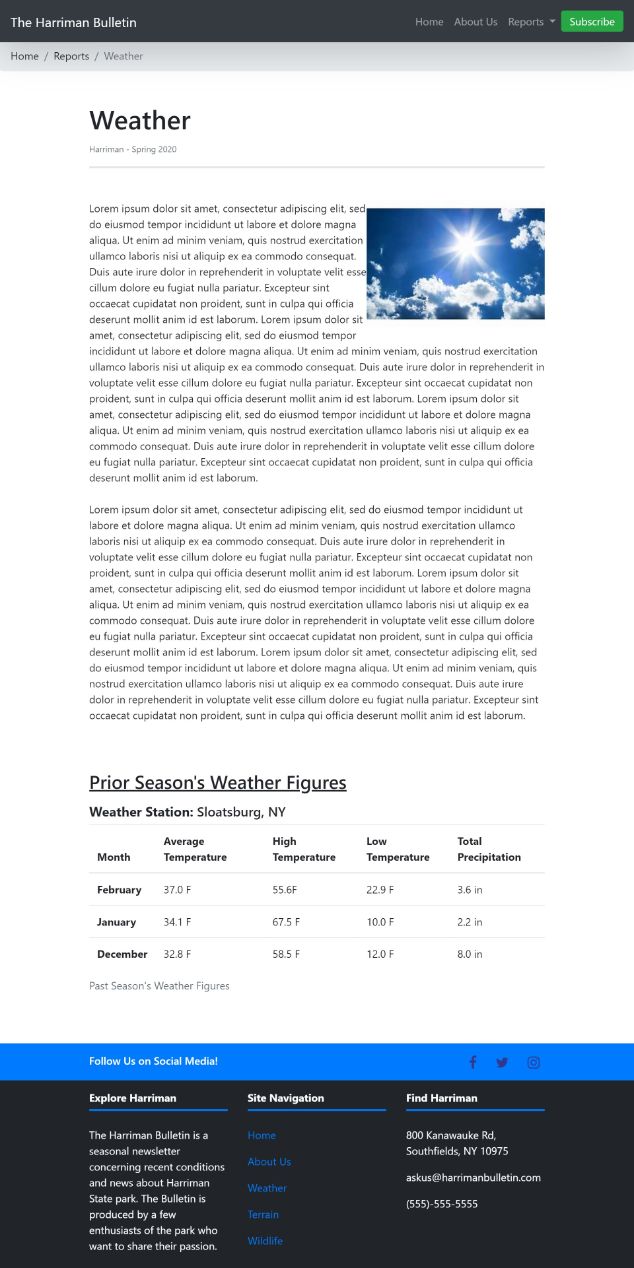 The Harriman Bulletin
Home About Us Reports Subscribe
Home / Reports / Weather
Weather
Harriman - Spring 2020
Lorem ipsum dolor sit amet, consectetur adipiscing elit, sed
do eiusmod tempor incididunt ut labore et dolore magna
aliqua. Ut enim ad minim veniam, quis nostrud exercitation
ullamco laboris nisi ut aliquip ex ea commodo consequat.
Duis aute irure dolor in reprehenderit in voluptate velit esse
cillum dolore eu fugiat nulla pariatur. Excepteur sint
occaecat cupidatat non proident, sunt in culpa qui officia
deserunt mollit anim id est laborum. Lorem ipsum dolor sit
amet, consectetur adipiscing elit, sed do eiusmod tempor
incididunt ut labore et dolore magna aliqua. Ut enim ad minim veniam, quis nostrud exercitation
ullamco laboris nisi ut aliquip ex ea commodo consequat. Duis aute irure dolor in reprehenderit in
voluptate velit esse cillum dolore eu fugiat nulla pariatur. Excepteur sint occaecat cupidatat non
proident, sunt in culpa qui officia deserunt mollit anim id est laborum. Lorem ipsum dolor sit
amet, consectetur adipiscing elit, sed do eiusmod tempor incididunt ut labore et dolore magna
aliqua. Ut enim ad minim veniam, quis nostrud exercitation ullamco laboris nisi ut aliquip ex ea
commodo consequat. Duis aute irure dolor in reprehenderit in voluptate velit esse cillum dolore
eu fugiat nulla pariatur. Excepteur sint occaecat cupidatat non proident, sunt in culpa qui officia
deserunt mollit anim id est laborum.
Lorem ipsum dolor sit amet, consectetur adipiscing elit, sed do eiusmod tempor incididunt ut
labore et dolore magna aliqua. Ut enim ad minim veniam, quis nostrud exercitation ullamco
laboris nisi ut aliquip ex ea commodo consequat. Duis aute irure dolor in reprehenderit in
voluptate velit esse cillum dolore eu fugiat nulla pariatur. Excepteur sint occaecat cupidatat non
proident, sunt in culpa qui officia deserunt mollit anim id est laborum. Lorem ipsum dolor sit
amet, consectetur adipiscing elit, sed do eiusmod tempor incididunt ut labore et dolore magna
aliqua. Ut enim ad minim veniam, quis nostrud exercitation ullamco laboris nisi ut aliquip ex ea
commodo consequat. Duis aute irure dolor in reprehenderit in voluptate velit esse cillum dolore
eu fugiat nulla pariatur. Excepteur sint occaecat cupidatat non proident, sunt in culpa qui officia
deserunt mollit anim id est laborum. Lorem ipsum dolor sit amet, consectetur adipiscing elit, sed
do eiusmod tempor incididunt ut labore et dolore magna aliqua. Ut enim ad minim veniam, quis
nostrud exercitation ullamco laboris nisi ut aliquip ex ea commodo consequat. Duis aute irure
dolor in reprehenderit in voluptate velit esse cillum dolore eu fugiat nulla pariatur. Excepteur sint
occaecat cupidatat non proident, sunt in culpa qui officia deserunt mollit anim id est laborum.
Prior Season's Weather Figures
Weather Station: Sloatsburg, NY
Month Average Temperature High Temperature Low Temperature Total Precipitation
February 37.0 F 55.6F 22.9 F 3.6 in
January 34.1 F 67.5 F 10.0 F 2.2 in
December 32.8 F 58.5 F 12.0 F 8.0 in
Past Season's Weather Figures
Follow Us on Social Media!
Explore Harriman
The Harriman Bulletin is a
seasonal newsletter
concerning recent conditions
and news about Harriman
State park. The Bulletin is
produced by a few
enthusiasts of the park who
want to share their passion.
Site Navigation
Home
About Us
Weather
Terrain
Wildlife
Find Harriman
800 Kanawauke Rd,
Southfields, NY 10975
askus@harrimanbulletin.com
(555)-555-5555